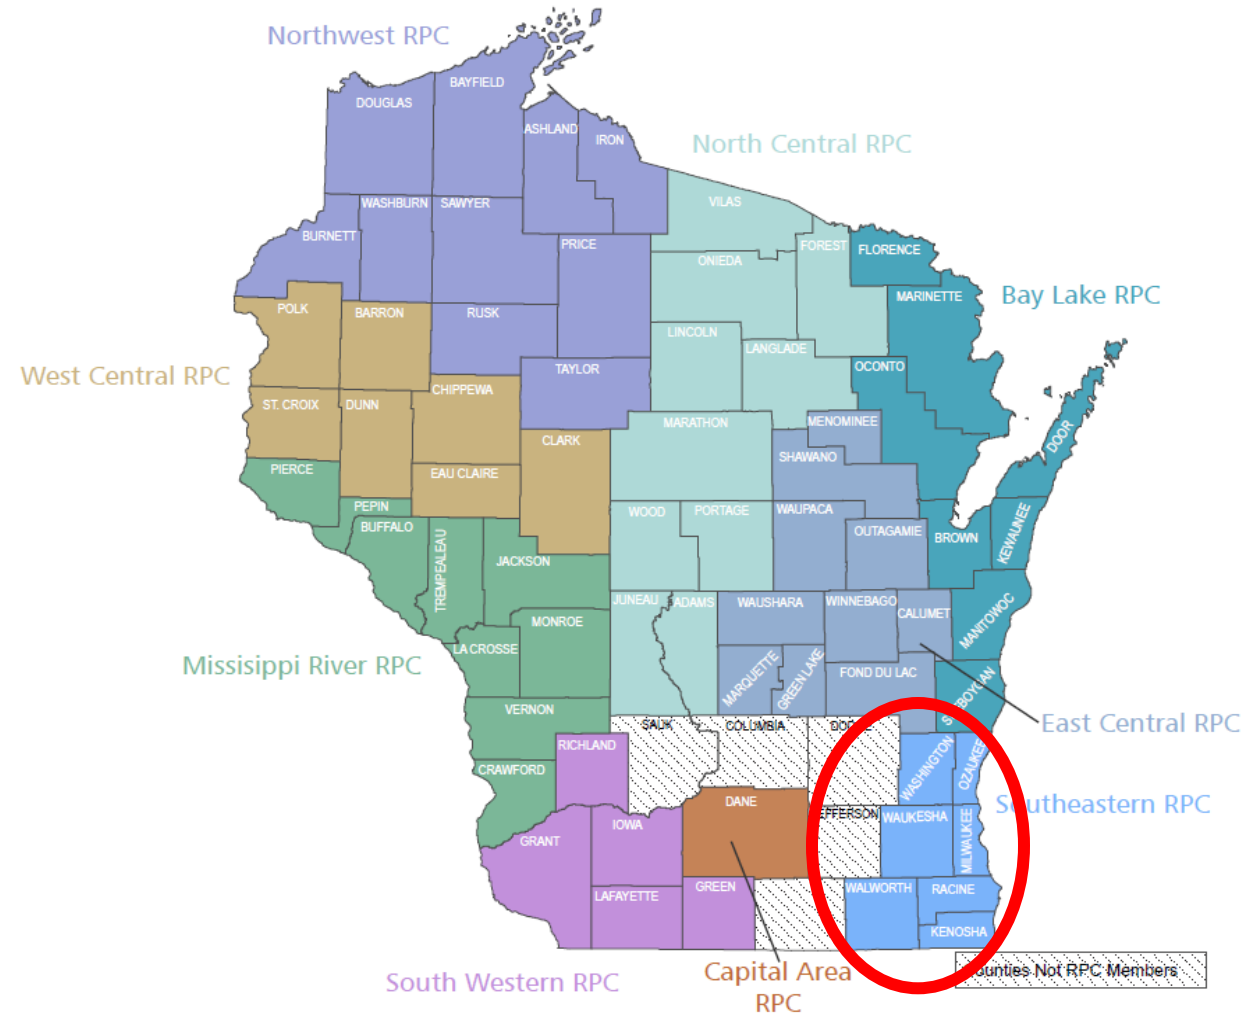 Northwest RPC
BAYFIELD
DOUGLAS
ASHLAND
IRON
North Central RPC
WASHBURN
SAWYER
VILAS
BURNETT
PRICE
FOREST
FLORENCE
ONIEDA
Bay Lake RPC
MARINETTE
POLK
BARRON
RUSK
LINCOLN
LANGLADE
OCONTO
TAYLOR
West Central RPC
CHIPPEWA
ST. CROIX
DUNN
MARATHON
MENOMINEE
DOOR
CLARK
SHAWANO
PIERCE
EAU CLAIRE
PEPIN
WOOD
PORTAGE
WAUPACA
BUFFALO
OUTAGAMIE
BROWN
KEWAUNEE
TREMPEALEAU
JACKSON
JUNEAU
ADAMS
WAUSHARA
WINNEBAGO
CALUMET
MANITOWOC
MONROE
LA CROSSE
Missisippi River RPC
MARQUETTE
GREEN LAKE
FOND DU LAC
VERNON
SAUK
COLUMBIA
East Central RPC
RICHLAND
CRAWFORD
WASHINGTON
OZAUKEE
DANE
Southeastern RPC
IOWA
GRANT
WAUKESHA
MILWAUKEE
LAFAYETTE
GREEN
WALWORTH
RACINE
KENOSHA
South Western RPC
Capital Area
RPC
Not RPC Members